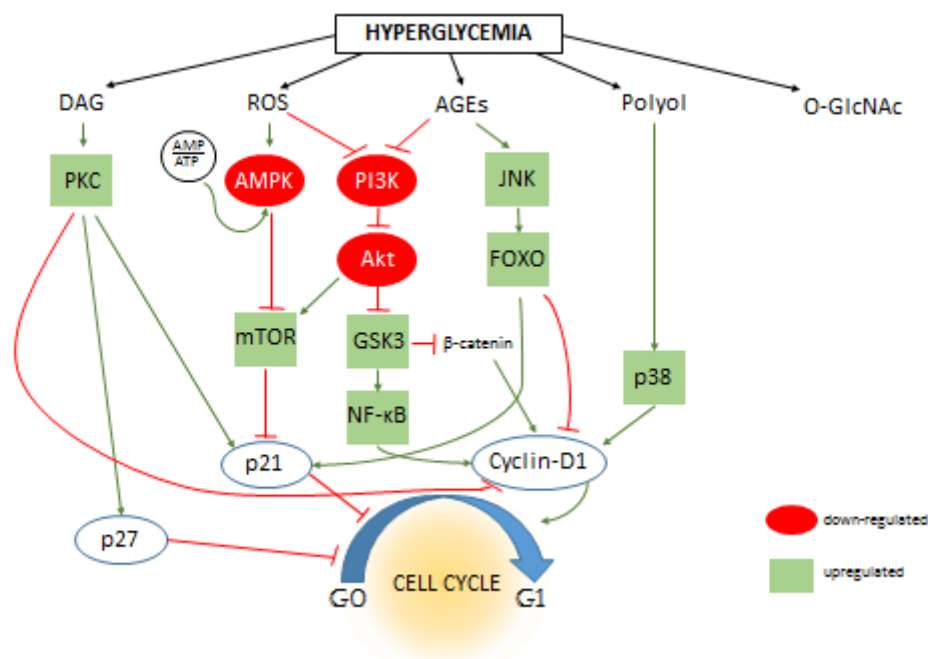 HYPERGLYCEMIA
DAG
ROS
AGEs
Polyol
O-GlcNAc
AMP
ATP
PKC
AMPK
PI3K
JNK
Akt
FOXO
mTOR
GSK3
β-catenin
p38
NF-κB
p21
Cyclin-D1
p27
down-regulated
upregulated
CELL CYCLE
GO
G1